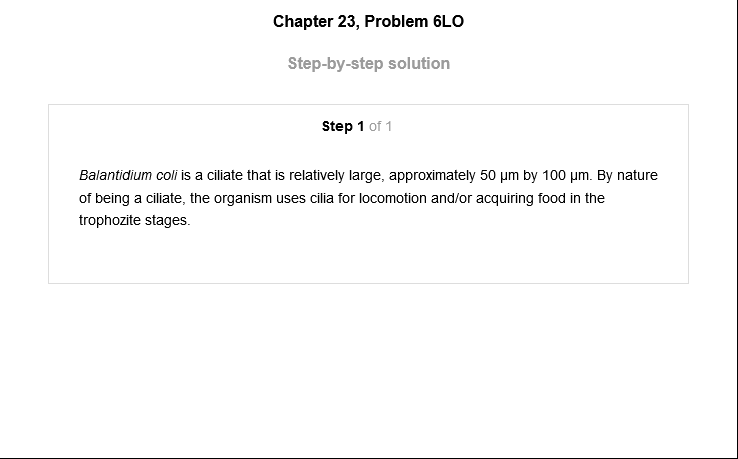 Chapter 23, Problem 6LO
Step-by-step solution
Step 1 of 1
Balantidium coli is a ciliate that is relatively large, approximately 50 μm by 100 μm. By nature
of being a ciliate, the organism uses cilia for locomotion and/or acquiring food in the
trophozite stages.